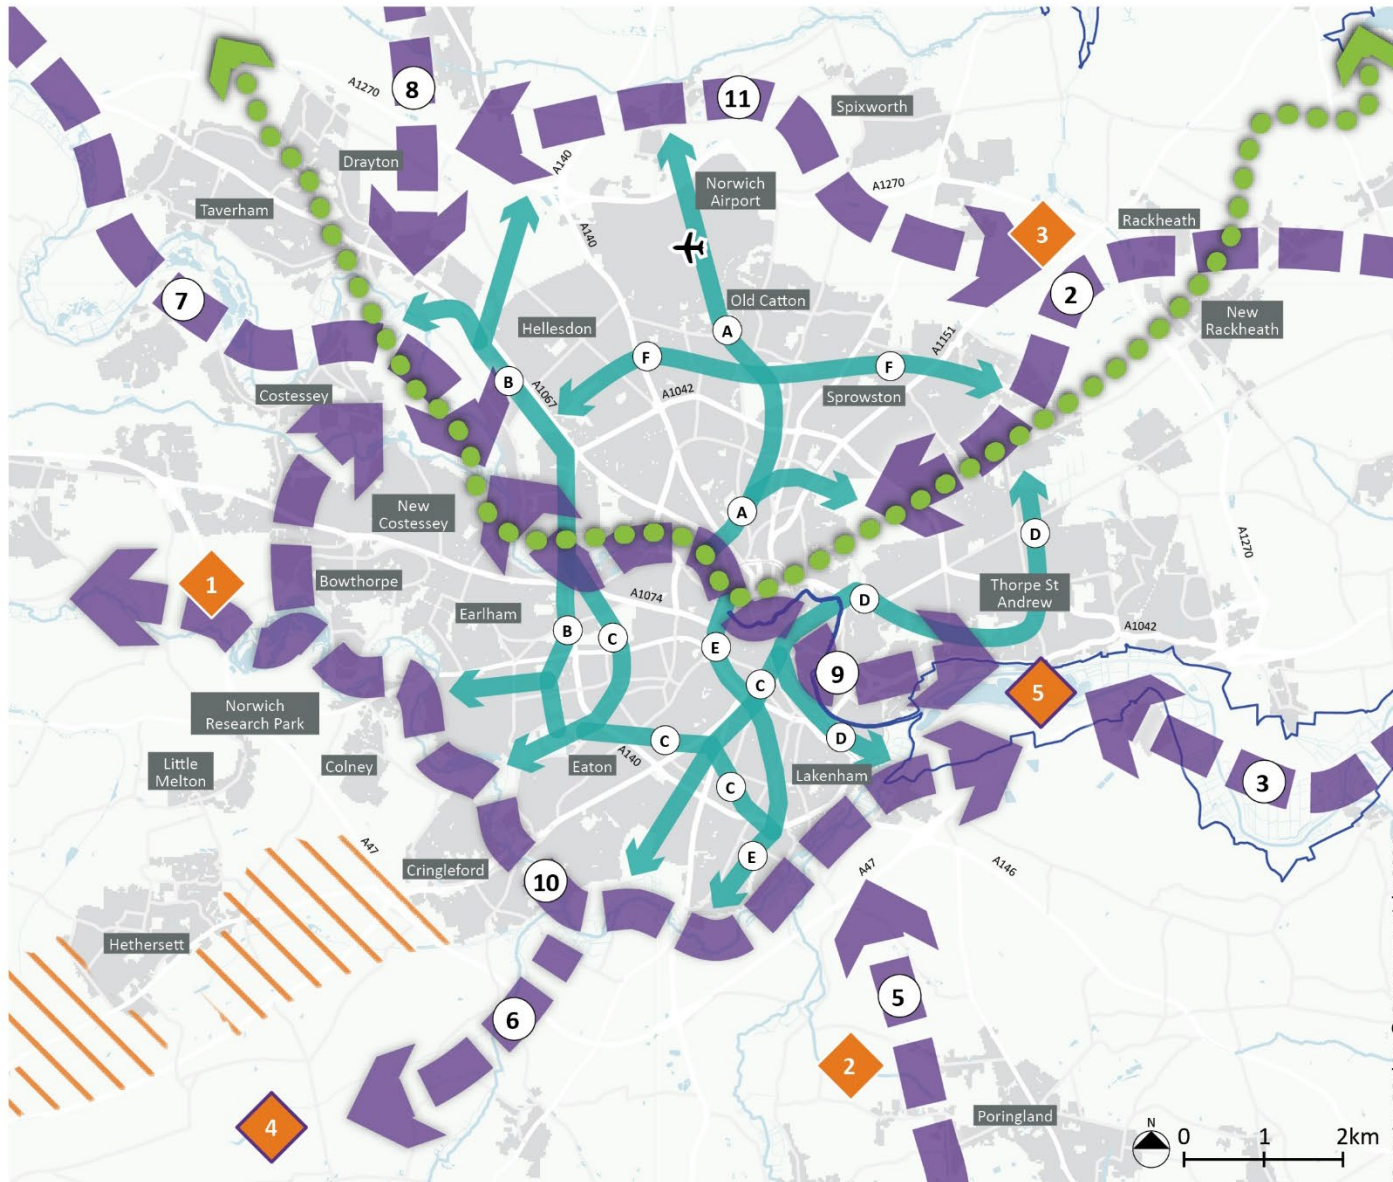 8
A1270
11
Spixworth
Drayton
A140
Norwich
Airport
A1270
Taverham
A140
3
Rackheath
7
2
Old Catton
New
Rackheath
Hellesdon
A
F
A1151
B
A1067
F
Costessey
A1042
Sprowston
New
Costessey
A
D
A1270
1
Bowthorpe
Thorpe St
Andrew
Earlham
A1074
D
A1042
B
C
E
9
C
5
Norwich
Research Park
Little
Melton
Colney
C
D
Eaton
A140
Lakenham
C
3
A47
Cringleford
E
A47
A146
10
Hethersett
5
6
2
4
Poringland
N
0
1
2km